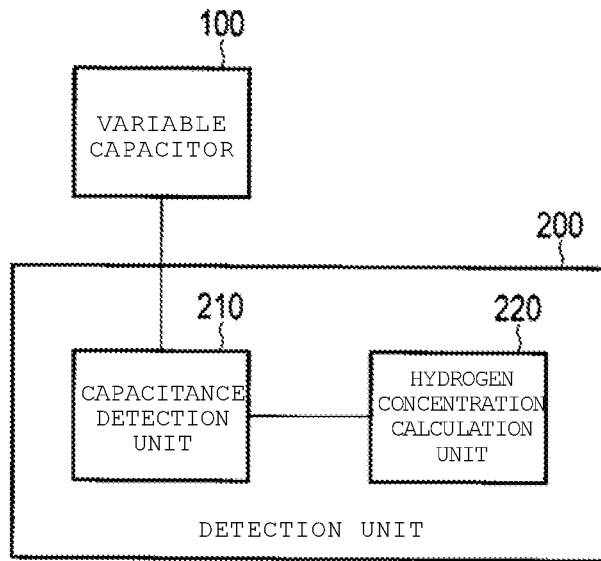 100
VARIABLE
CAPACITOR
200
210
CAPACITANCE
DETECTION
UNIT
220
HYDROGEN
CONCENTRATION
CALCULATION
UNIT
DETECTION UNIT